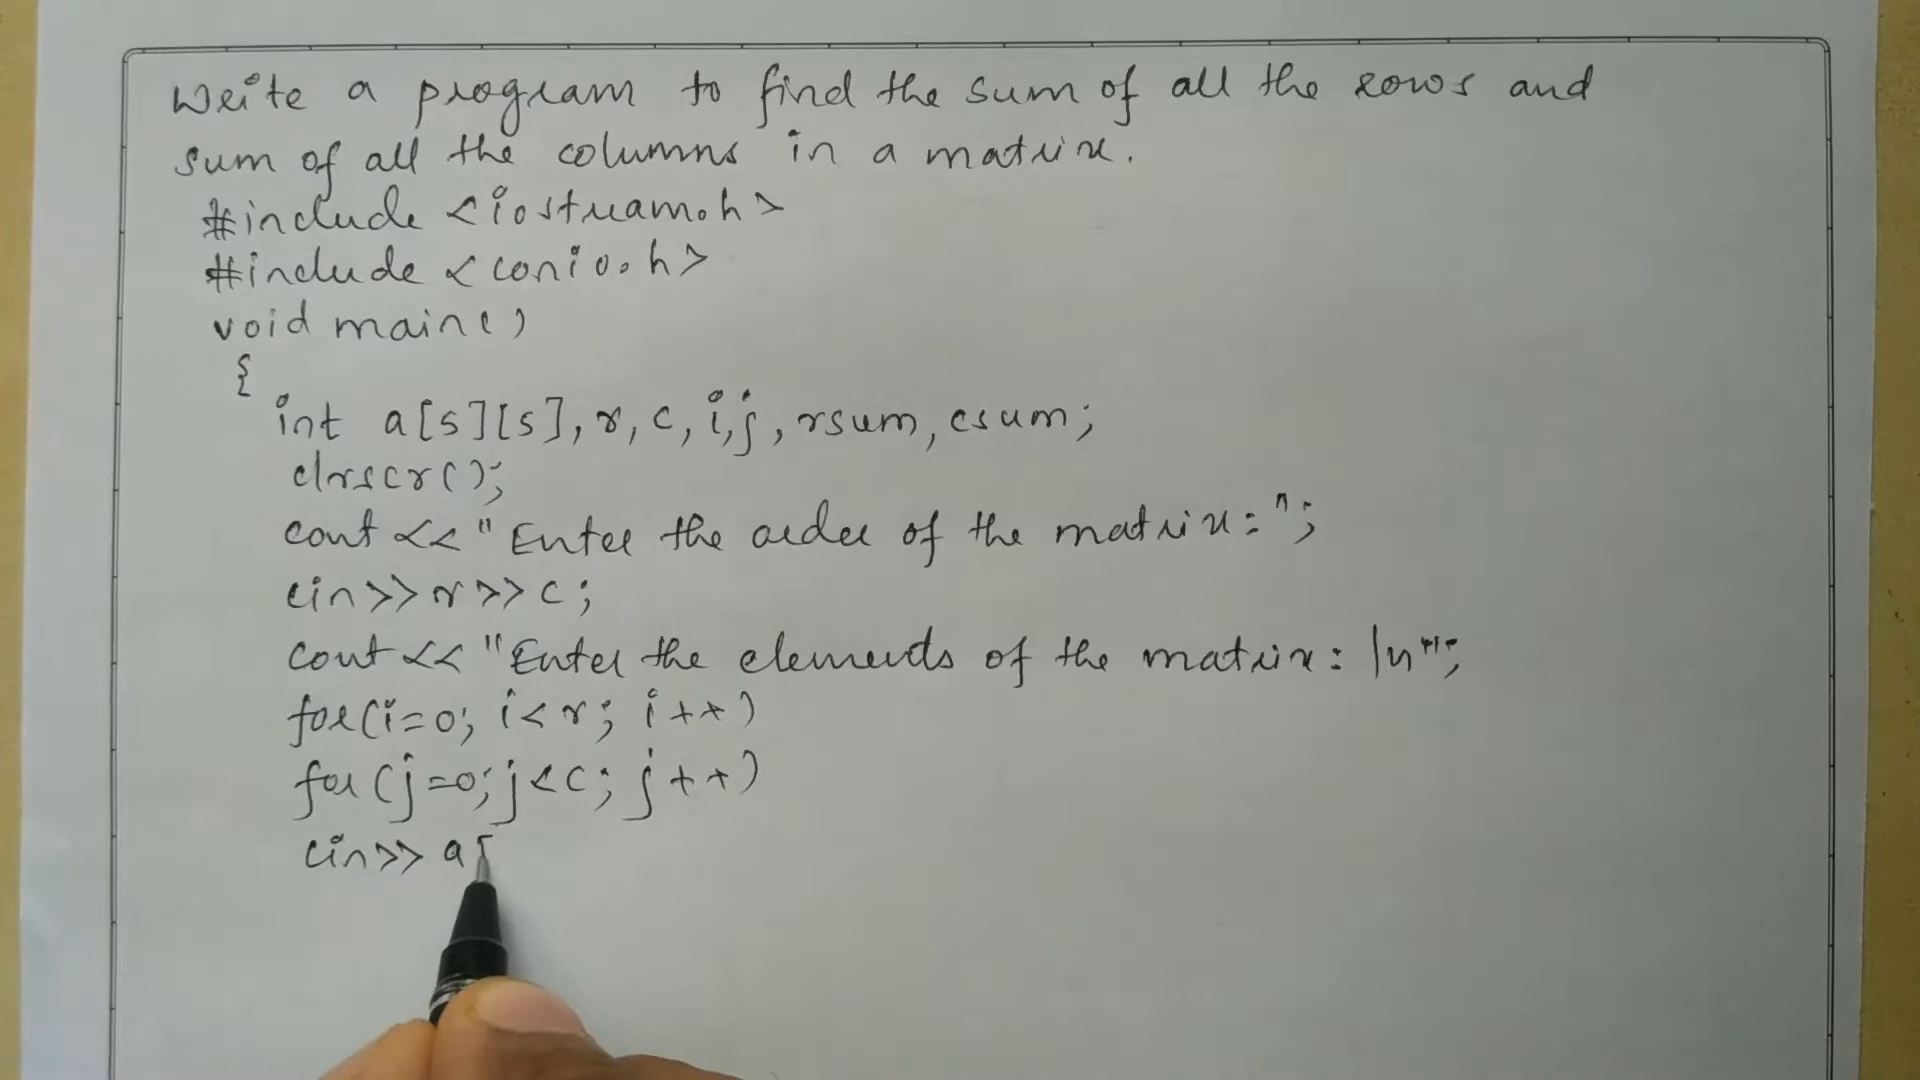 Write a program to find the sum of all the rows and
sum of all the columns in a matrix.
#include <iostream.h>
#include <conio.h>
void main()
{
int a[5][5], r, c, i,j, rsum, csum;
clrscr();
cout << "Enter the order of the matrix:";
cin>>r>>c;
cout << "Enter the elements of the matrix: \n";
for(i=0; i<r; i++)
for(j=0;j<c; j++)
cin>> a[